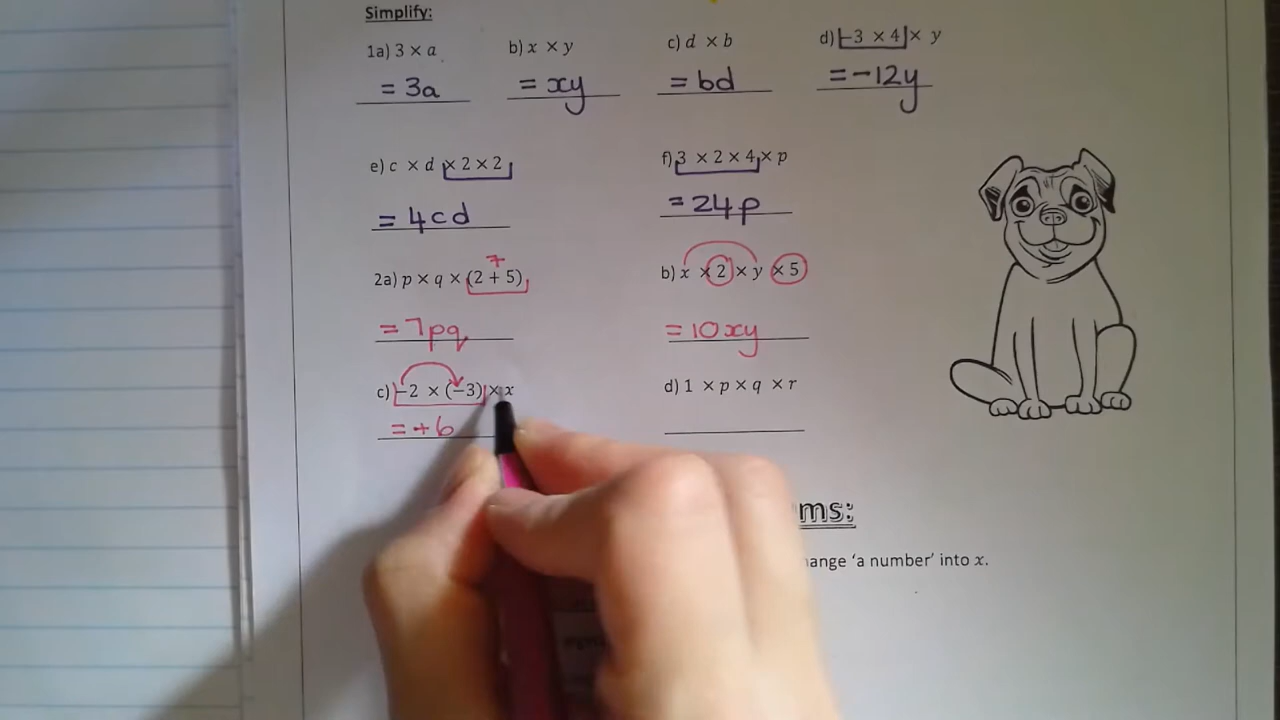 Simplify:
1a) 3 × a b) x × y c) d × b d) −3 × 4 × y
= 3a = xy = bd = −12y
e) c × d × 2 × 2 f) 3 × 2 × 4 × p
= 4cd = 24p
7
2a) p × q × (2 + 5) b) x × 2 × y × 5
= 7pq = 10xy
c) −2 × (−3) × x d) 1 × p × q × r
= +6
ms:
ange ‘a number’ into x.